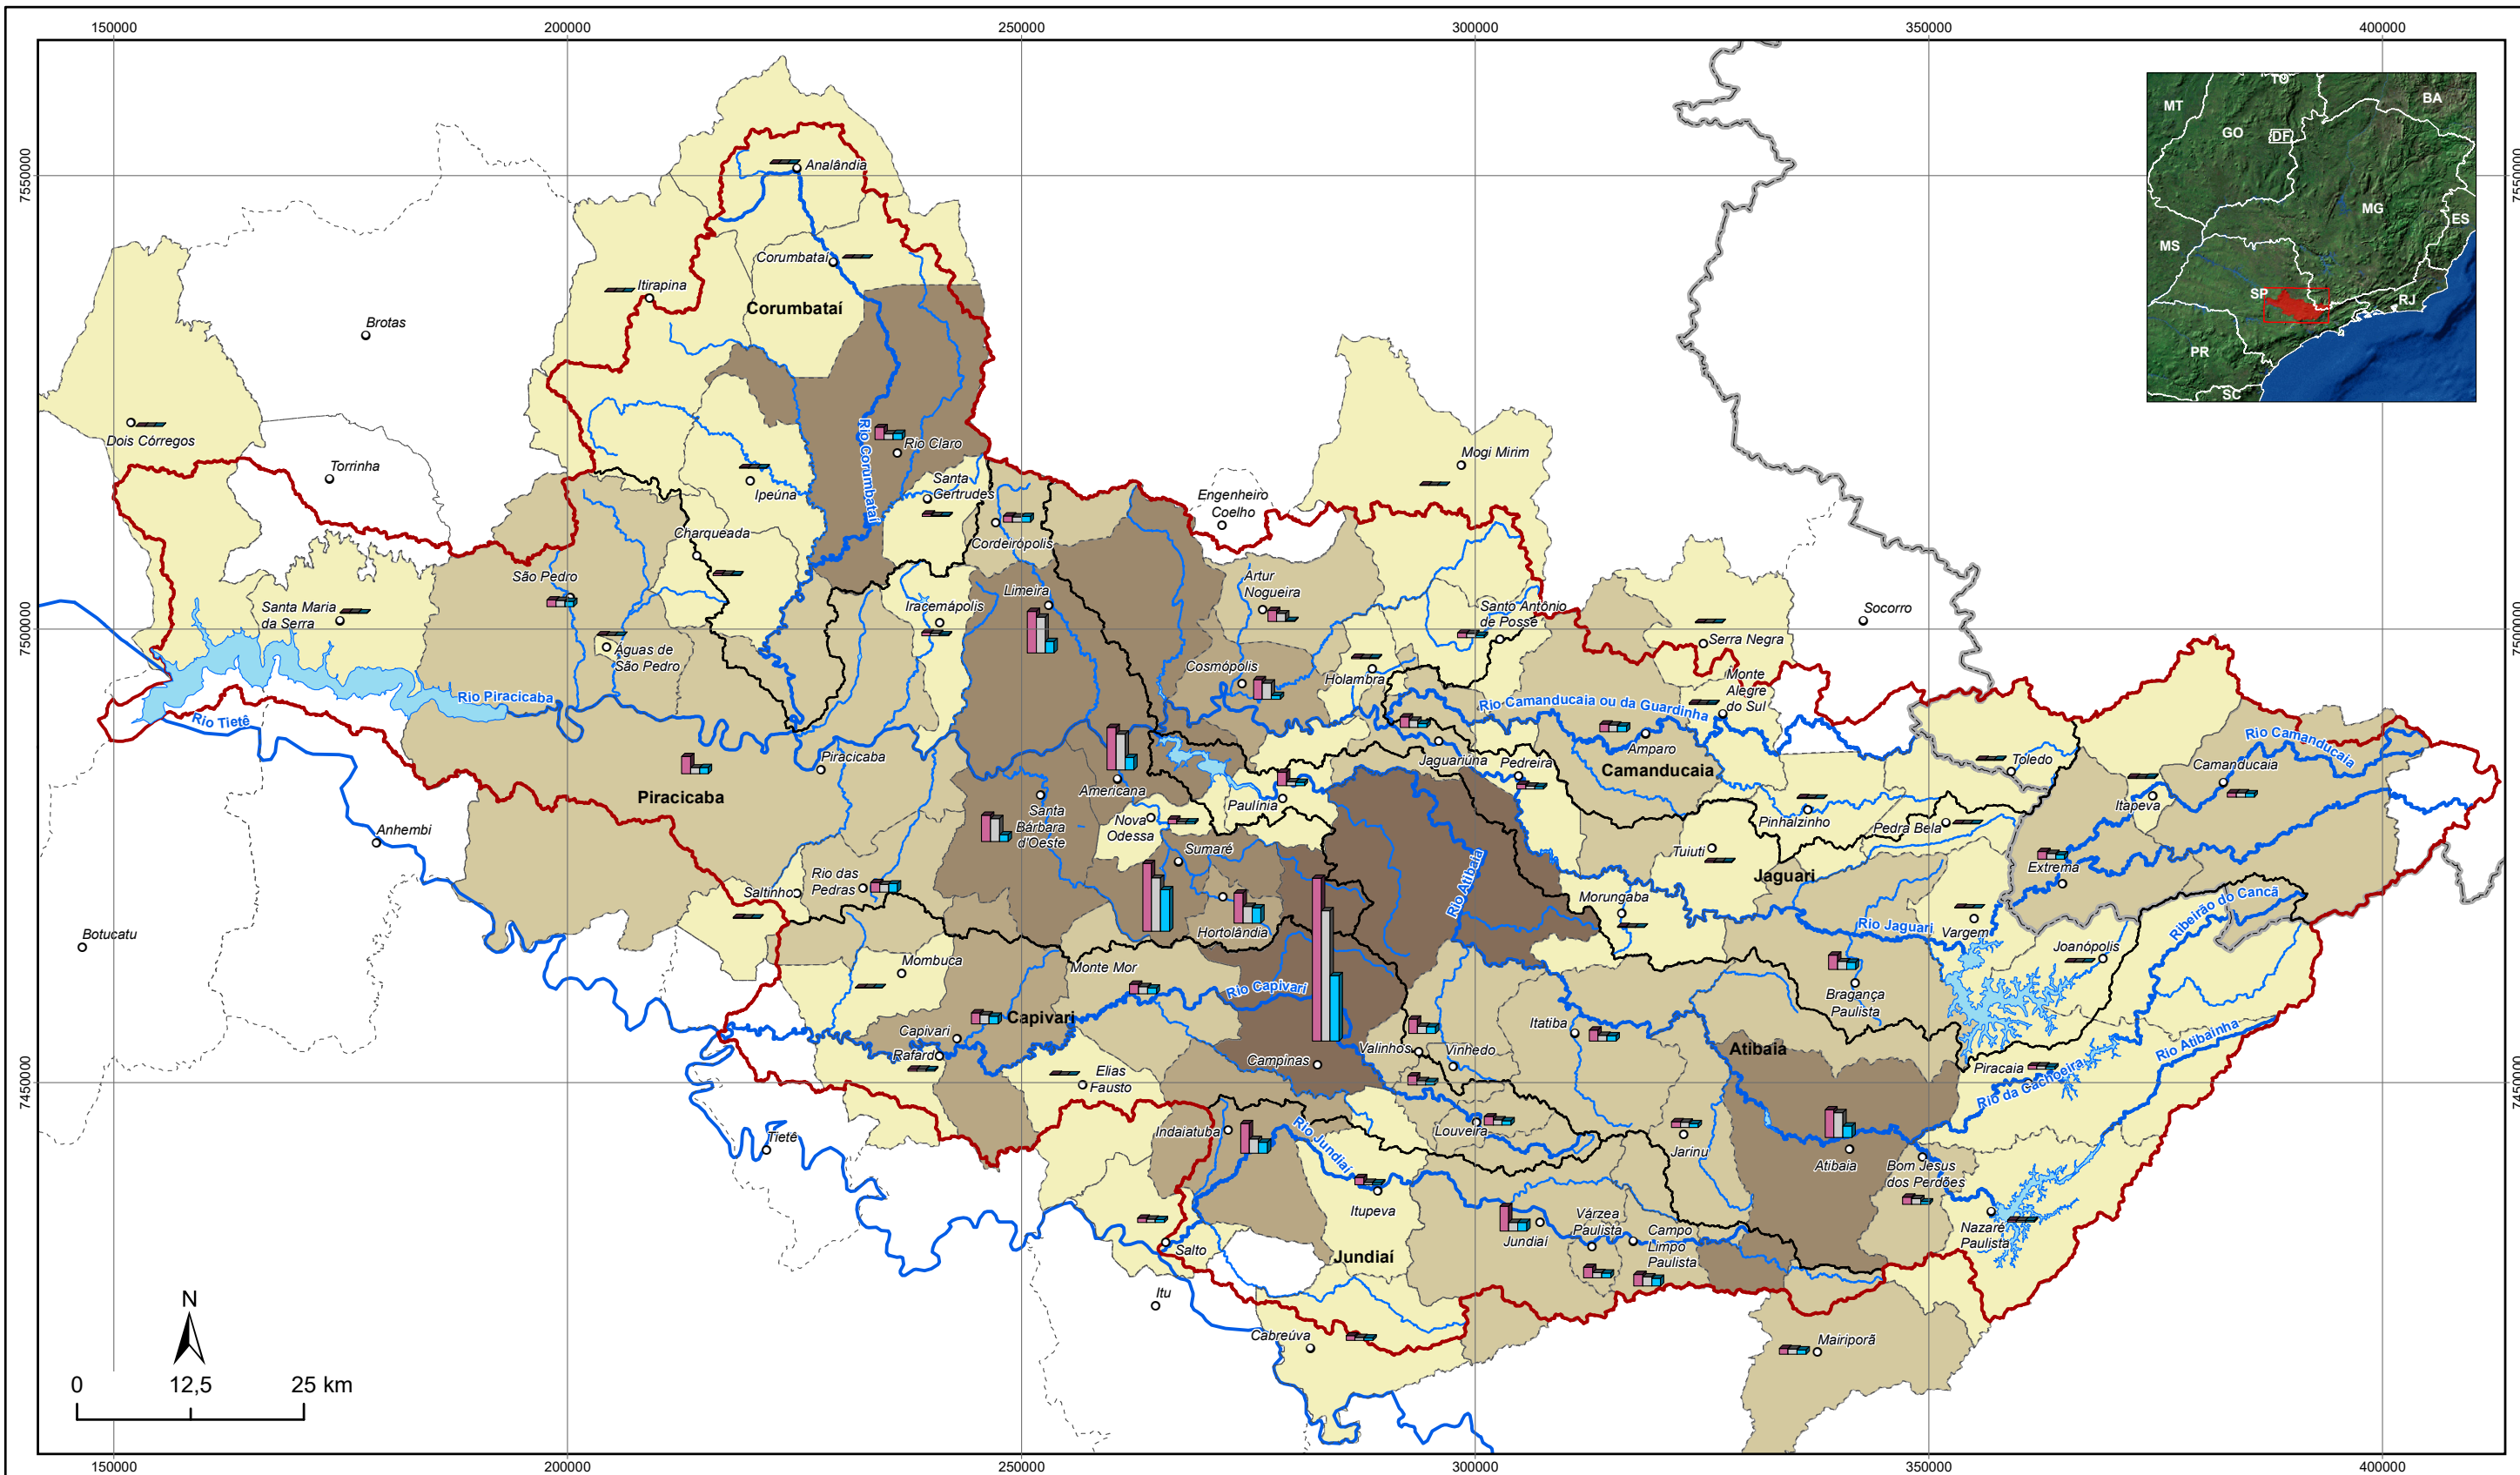 150000
200000
250000
300000
350000
400000
7550000
7550000
TO
MT
BA
GO
DF
MG
ES
MS
SP
RJ
PR
SC
Analândia
Corumbataí
Itirapina
Corumbataí
Brotas
Dois Córregos
Rio Claro
Rio Corumbataí
Torrinha
Mogi Mirim
Ipeúna
Santa
Gertrudes
Engenheiro
Coelho
Charqueada
Cordeirópolis
São Pedro
Limeira
Artur
Nogueira
Santa Maria
da Serra
Iracemápolis
Santo Antônio
de Posse
Socorro
7500000
7500000
Serra Negra
Águas de
São Pedro
Cosmópolis
Holambra
Monte
Alegre
do Sul
Rio Piracicaba
Rio Tietê
Rio Camanducaia ou da Guardinha
Rio Camanducaia
Amparo
Piracicaba
Jaguariúna
Pedreira
Camanducaia
Toledo
Camanducaia
Americana
Piracicaba
Paulínia
Itapeva
Santa
Bárbara
d'Oeste
Nova
Odessa
Pinhalzinho
Pedra Bela
Anhembi
Sumaré
Tuiuti
Rio das
Pedras
Rio Atibaia
Jaguari
Extrema
Saltinho
Morungaba
Ribeirão do Cancã
Botucatu
Hortolândia
Rio Jaguari
Vargem
Joanópolis
Mombuca
Monte Mor
Rio Capivari
Bragança
Paulista
Capivari
Capivari
Itatiba
Rafard
Valinhos
Vinhedo
Atibaia
Rio Atibainha
Campinas
Elias
Fausto
Piracaia
Rio da Cachoeira
7450000
7450000
Tietê
Indaiatuba
Rio Jundiaí
Louveira
Jarinu
Atibaia
Bom Jesus
dos Perdões
Itupeva
Várzea
Paulista
Campo
Limpo
Paulista
Jundiaí
Nazaré
Paulista
Salto
Jundiaí
Itu
N
Cabreúva
Mairiporã
0
12,5
25 km
150000
200000
250000
300000
350000
400000